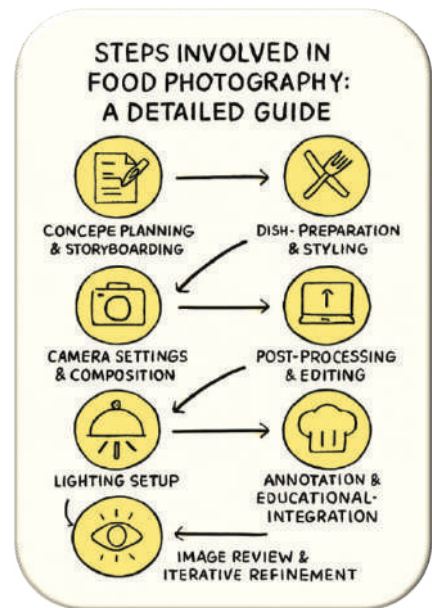 STEPS INVOLVED IN
FOOD PHOTOGRAPHY:
A DETAILED GUIDE
CONCEPE PLANNING
& STORYBOARDING
DISH- PREPARATION
& STYLING
CAMERA SETTINGS
& COMPOSITION
POST-PROCESSING
& EDITING
LIGHTING SETUP
ANNOTATION &
EDUCATIONAL-
INTEGRATION
IMAGE REVIEW &
ITERATIVE REFINEMENT